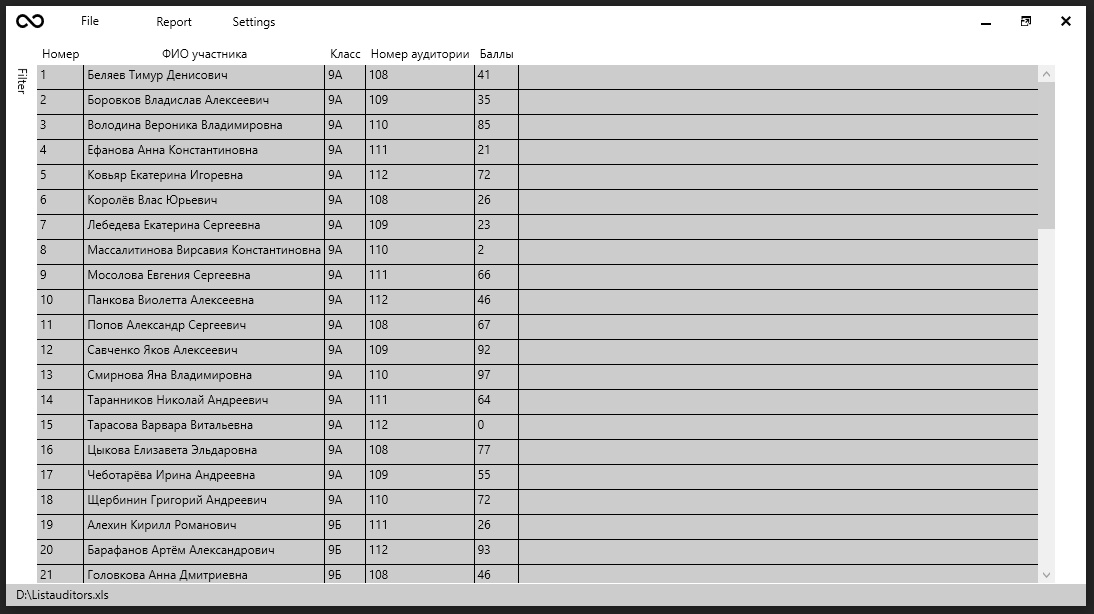 File Report Settings
Номер ФИО участника Класс Номер аудитории Баллы
Filter
1 Беляев Тимур Денисович 9А 108 41
2 Боровков Владислав Алексеевич 9А 109 35
3 Володина Вероника Владимировна 9А 110 85
4 Ефанова Анна Константиновна 9А 111 21
5 Ковьяр Екатерина Игоревна 9А 112 72
6 Королёв Влас Юрьевич 9А 108 26
7 Лебедева Екатерина Сергеевна 9А 109 23
8 Массалитинова Вирсавия Константиновна 9А 110 2
9 Мосолова Евгения Сергеевна 9А 111 66
10 Панкова Виолетта Алексеевна 9А 112 46
11 Попов Александр Сергеевич 9А 108 67
12 Савченко Яков Алексеевич 9А 109 92
13 Смирнова Яна Владимировна 9А 110 97
14 Таранников Николай Андреевич 9А 111 64
15 Тарасова Варвара Витальевна 9А 112 0
16 Цыкова Елизавета Эльдаровна 9А 108 77
17 Чеботарёва Ирина Андреевна 9А 109 55
18 Щербинин Григорий Андреевич 9А 110 72
19 Алехин Кирилл Романович 9Б 111 26
20 Барафанов Артём Александрович 9Б 112 93
21 Головкова Анна Дмитриевна 9Б 108 46
D:\Listauditors.xls